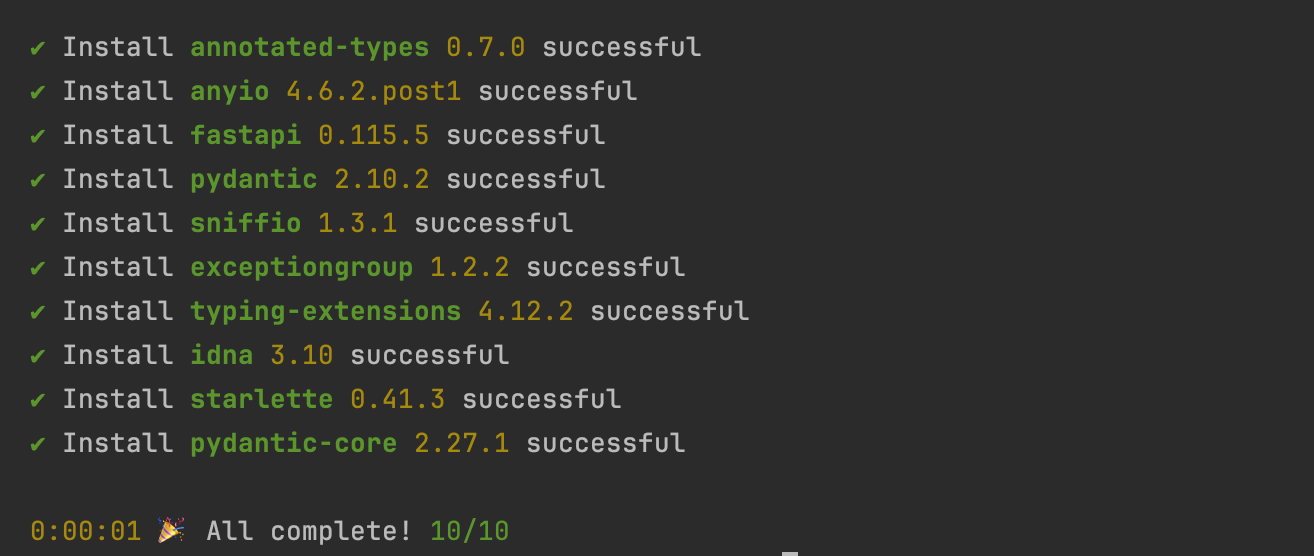 ✔ Install annotated-types 0.7.0 successful
✔ Install anyio 4.6.2.post1 successful
✔ Install fastapi 0.115.5 successful
✔ Install pydantic 2.10.2 successful
✔ Install sniffio 1.3.1 successful
✔ Install exceptiongroup 1.2.2 successful
✔ Install typing-extensions 4.12.2 successful
✔ Install idna 3.10 successful
✔ Install starlette 0.41.3 successful
✔ Install pydantic-core 2.27.1 successful
0:00:01 🎉 All complete! 10/10